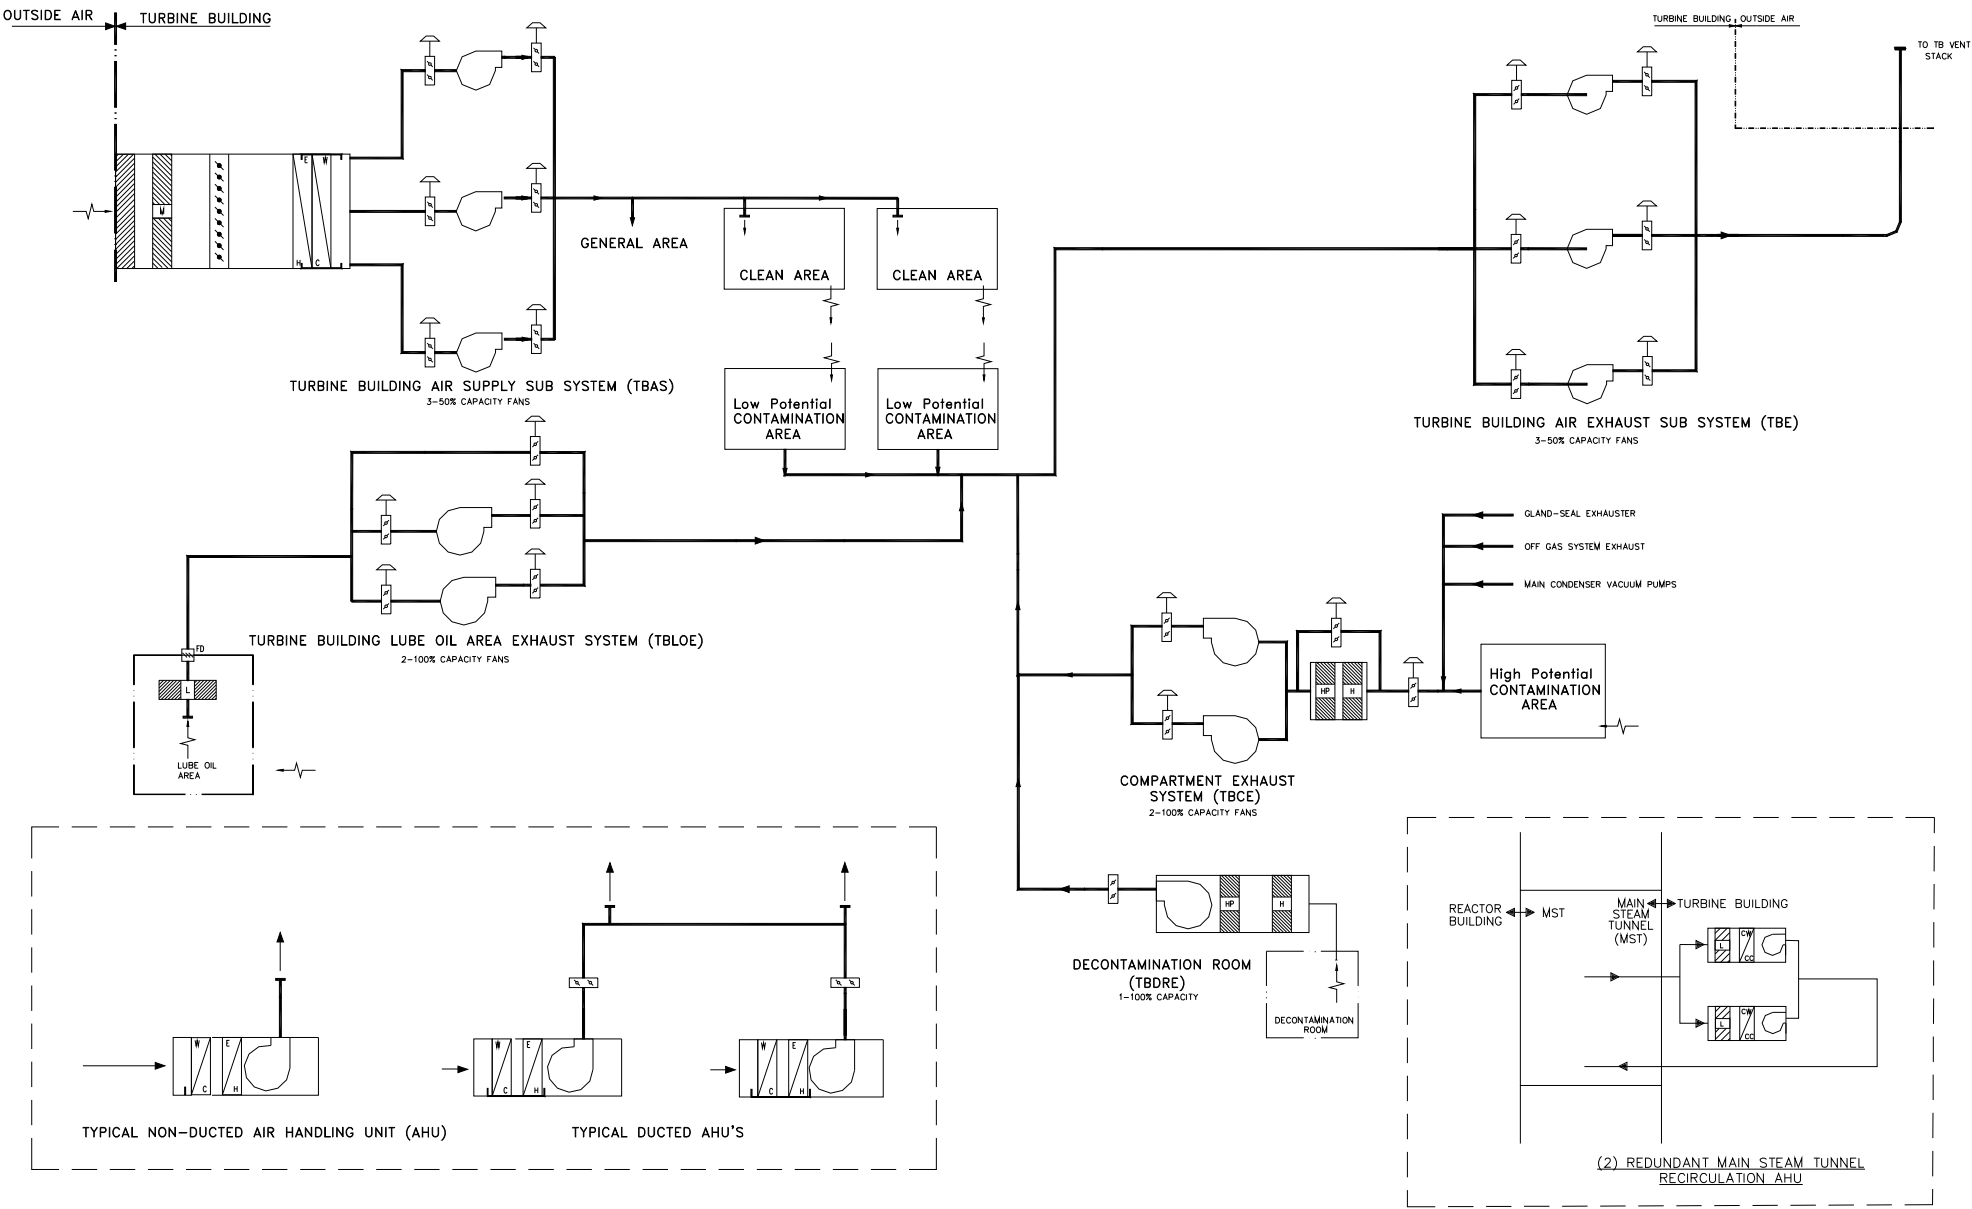 OUTSIDE AIR
TURBINE BUILDING
TURBINE BUILDING
OUTSIDE AIR
TO TB VENT
STACK
M
E
W
H
C
GENERAL AREA
CLEAN AREA
CLEAN AREA
TURBINE BUILDING AIR SUPPLY SUB SYSTEM (TBAS)
3-50% CAPACITY FANS
Low Potential
CONTAMINATION
AREA
Low Potential
CONTAMINATION
AREA
TURBINE BUILDING AIR EXHAUST SUB SYSTEM (TBE)
3-50% CAPACITY FANS
GLAND-SEAL EXHAUSTER
OFF GAS SYSTEM EXHAUST
MAIN CONDENSER VACUUM PUMPS
TURBINE BUILDING LUBE OIL AREA EXHAUST SYSTEM (TBLOE)
2-100% CAPACITY FANS
FD
L
LUBE OIL
AREA
HP
H
High Potential
CONTAMINATION
AREA
COMPARTMENT EXHAUST
SYSTEM (TBCE)
2-100% CAPACITY FANS
HP
H
DECONTAMINATION ROOM
(TBDRE)
1-100% CAPACITY
DECONTAMINATION
ROOM
W
C
E
H
W
C
E
H
W
C
E
H
TYPICAL NON-DUCTED AIR HANDLING UNIT (AHU)
TYPICAL DUCTED AHU'S
REACTOR
BUILDING
MST
MAIN
STEAM
TUNNEL
(MST)
TURBINE BUILDING
L
CW
CC
L
CW
CC
(2) REDUNDANT MAIN STEAM TUNNEL
RECIRCULATION AHU